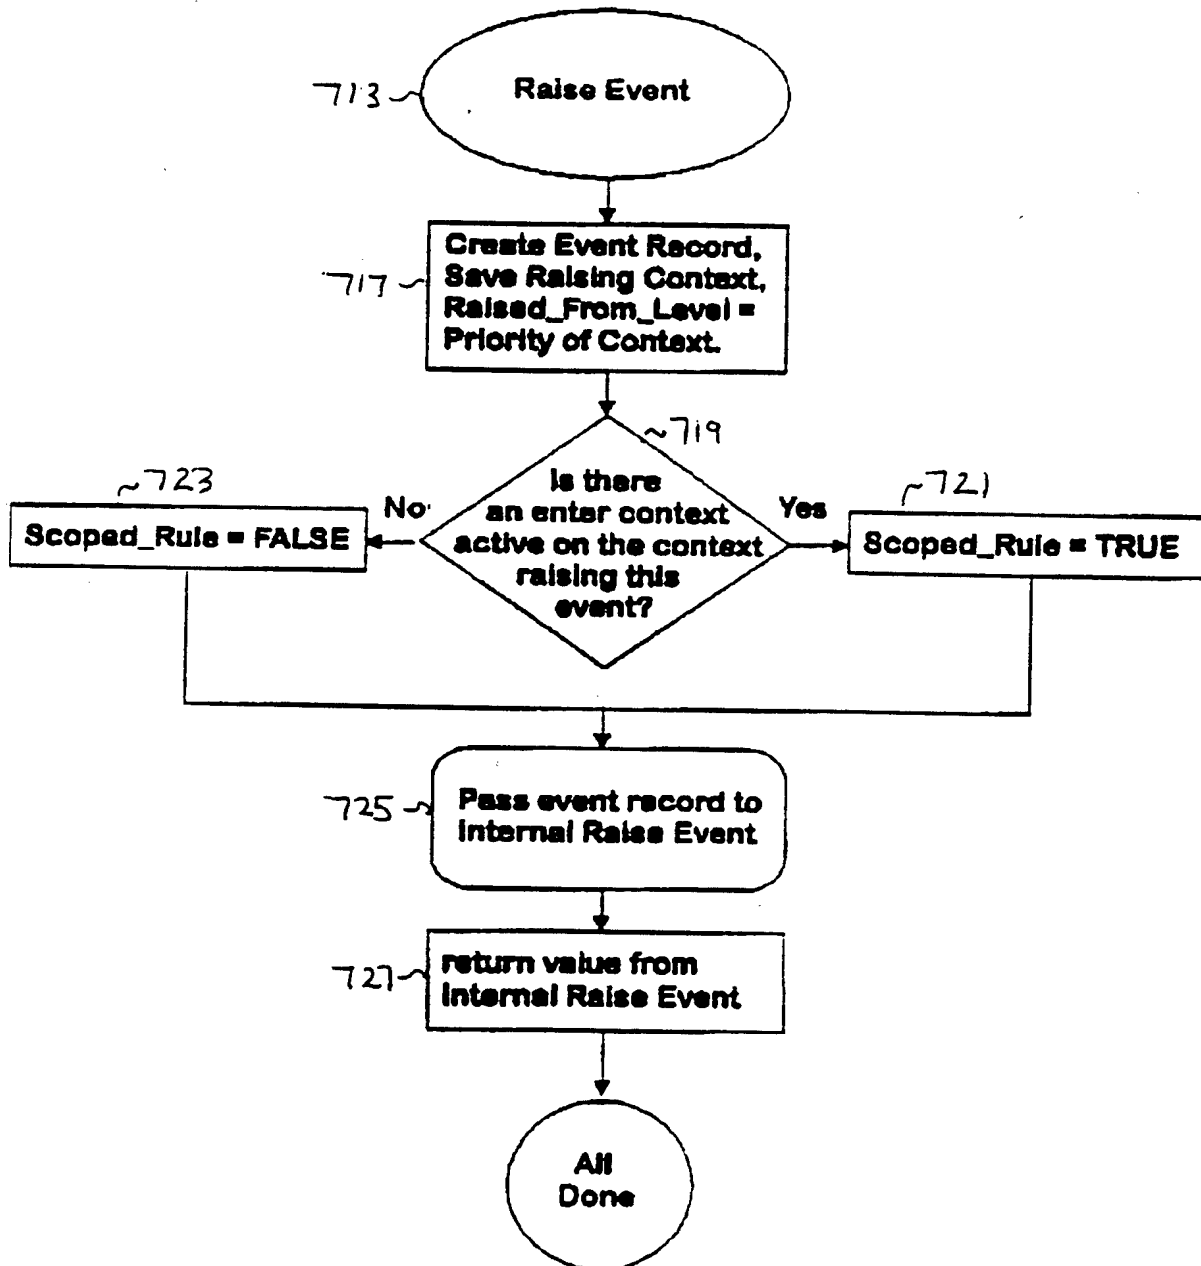 713
Raise Event
717
Create Event Record,
Save Raising Context,
Raised_From_Level =
Priority of Context.
719
Is there
an enter context
active on the context
raising this
event?
No
Yes
723
Scoped_Rule = FALSE
721
Scoped_Rule = TRUE
725
Pass event record to
Internal Raise Event
727
return value from
Internal Raise Event
All
Done